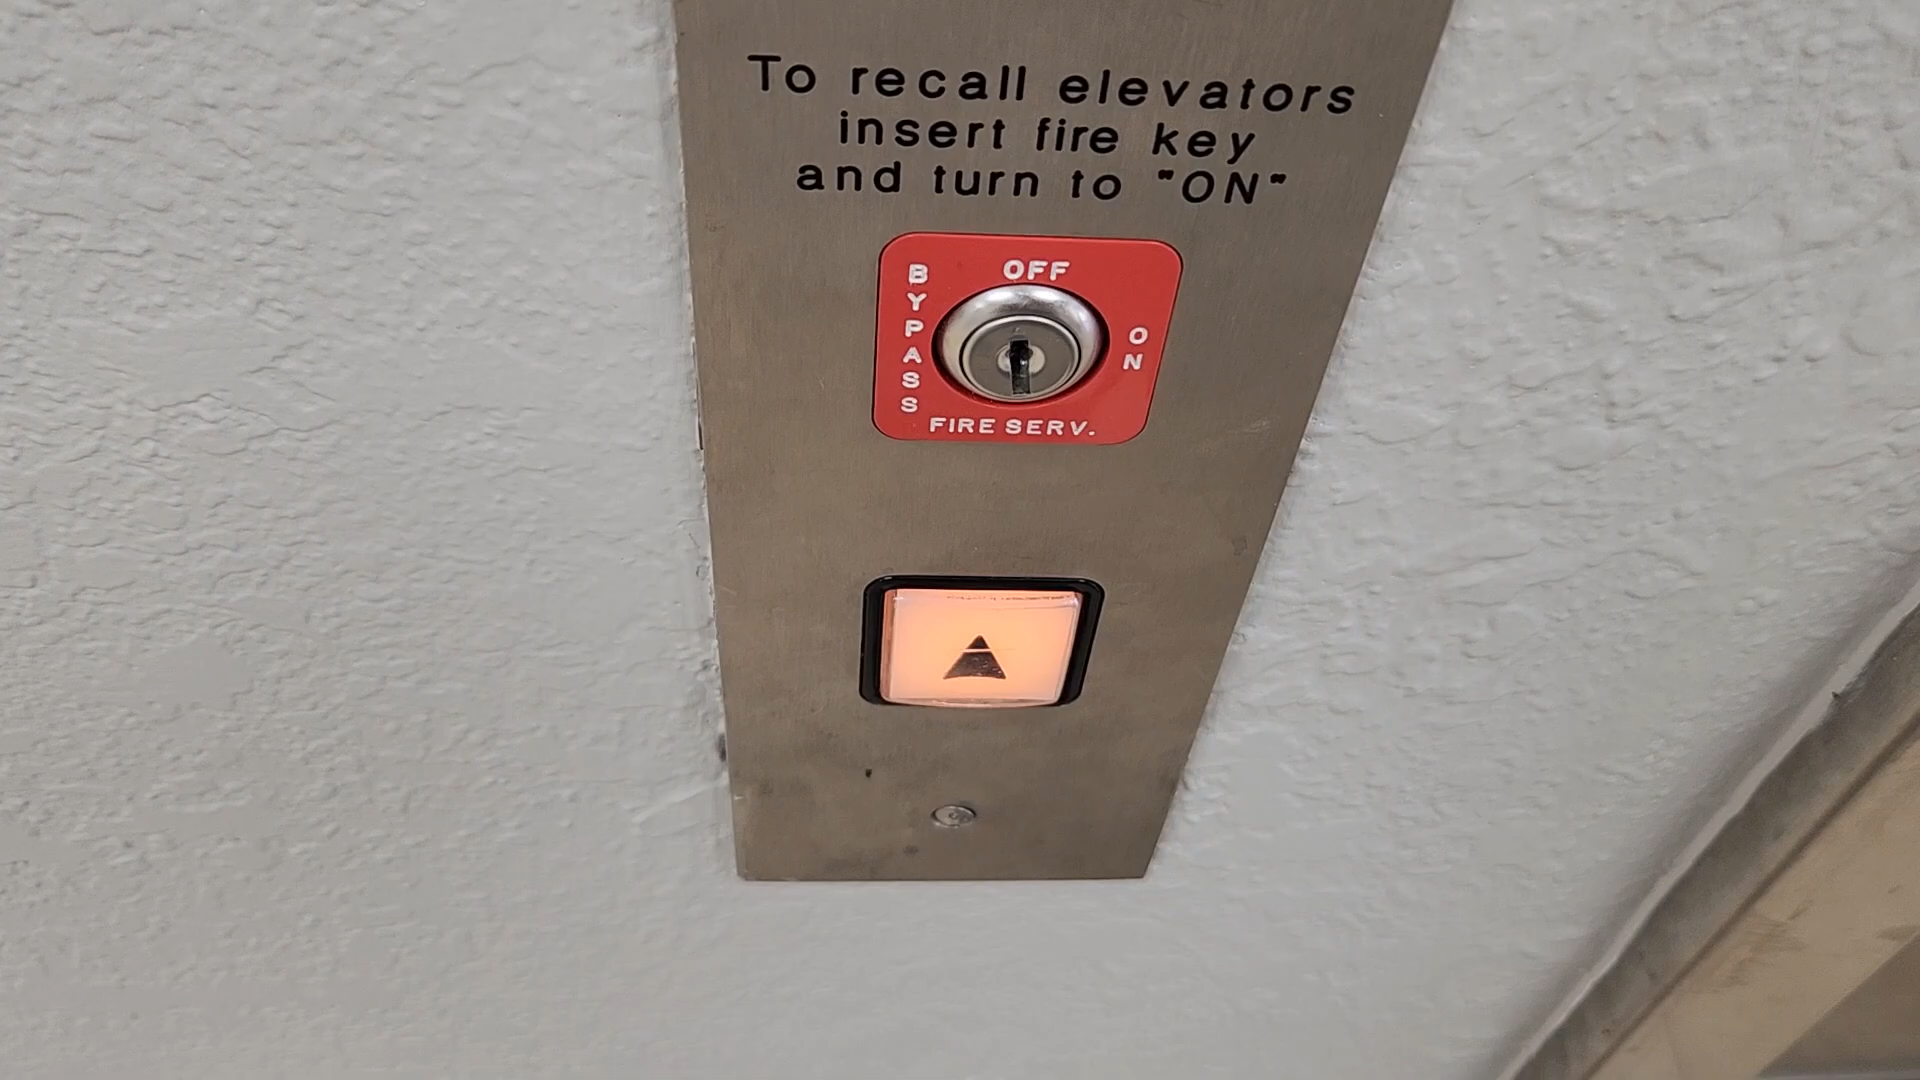 To recall elevators
insert fire key
and turn to "ON"
OFF
BYPASS
ON
FIRE SERV.